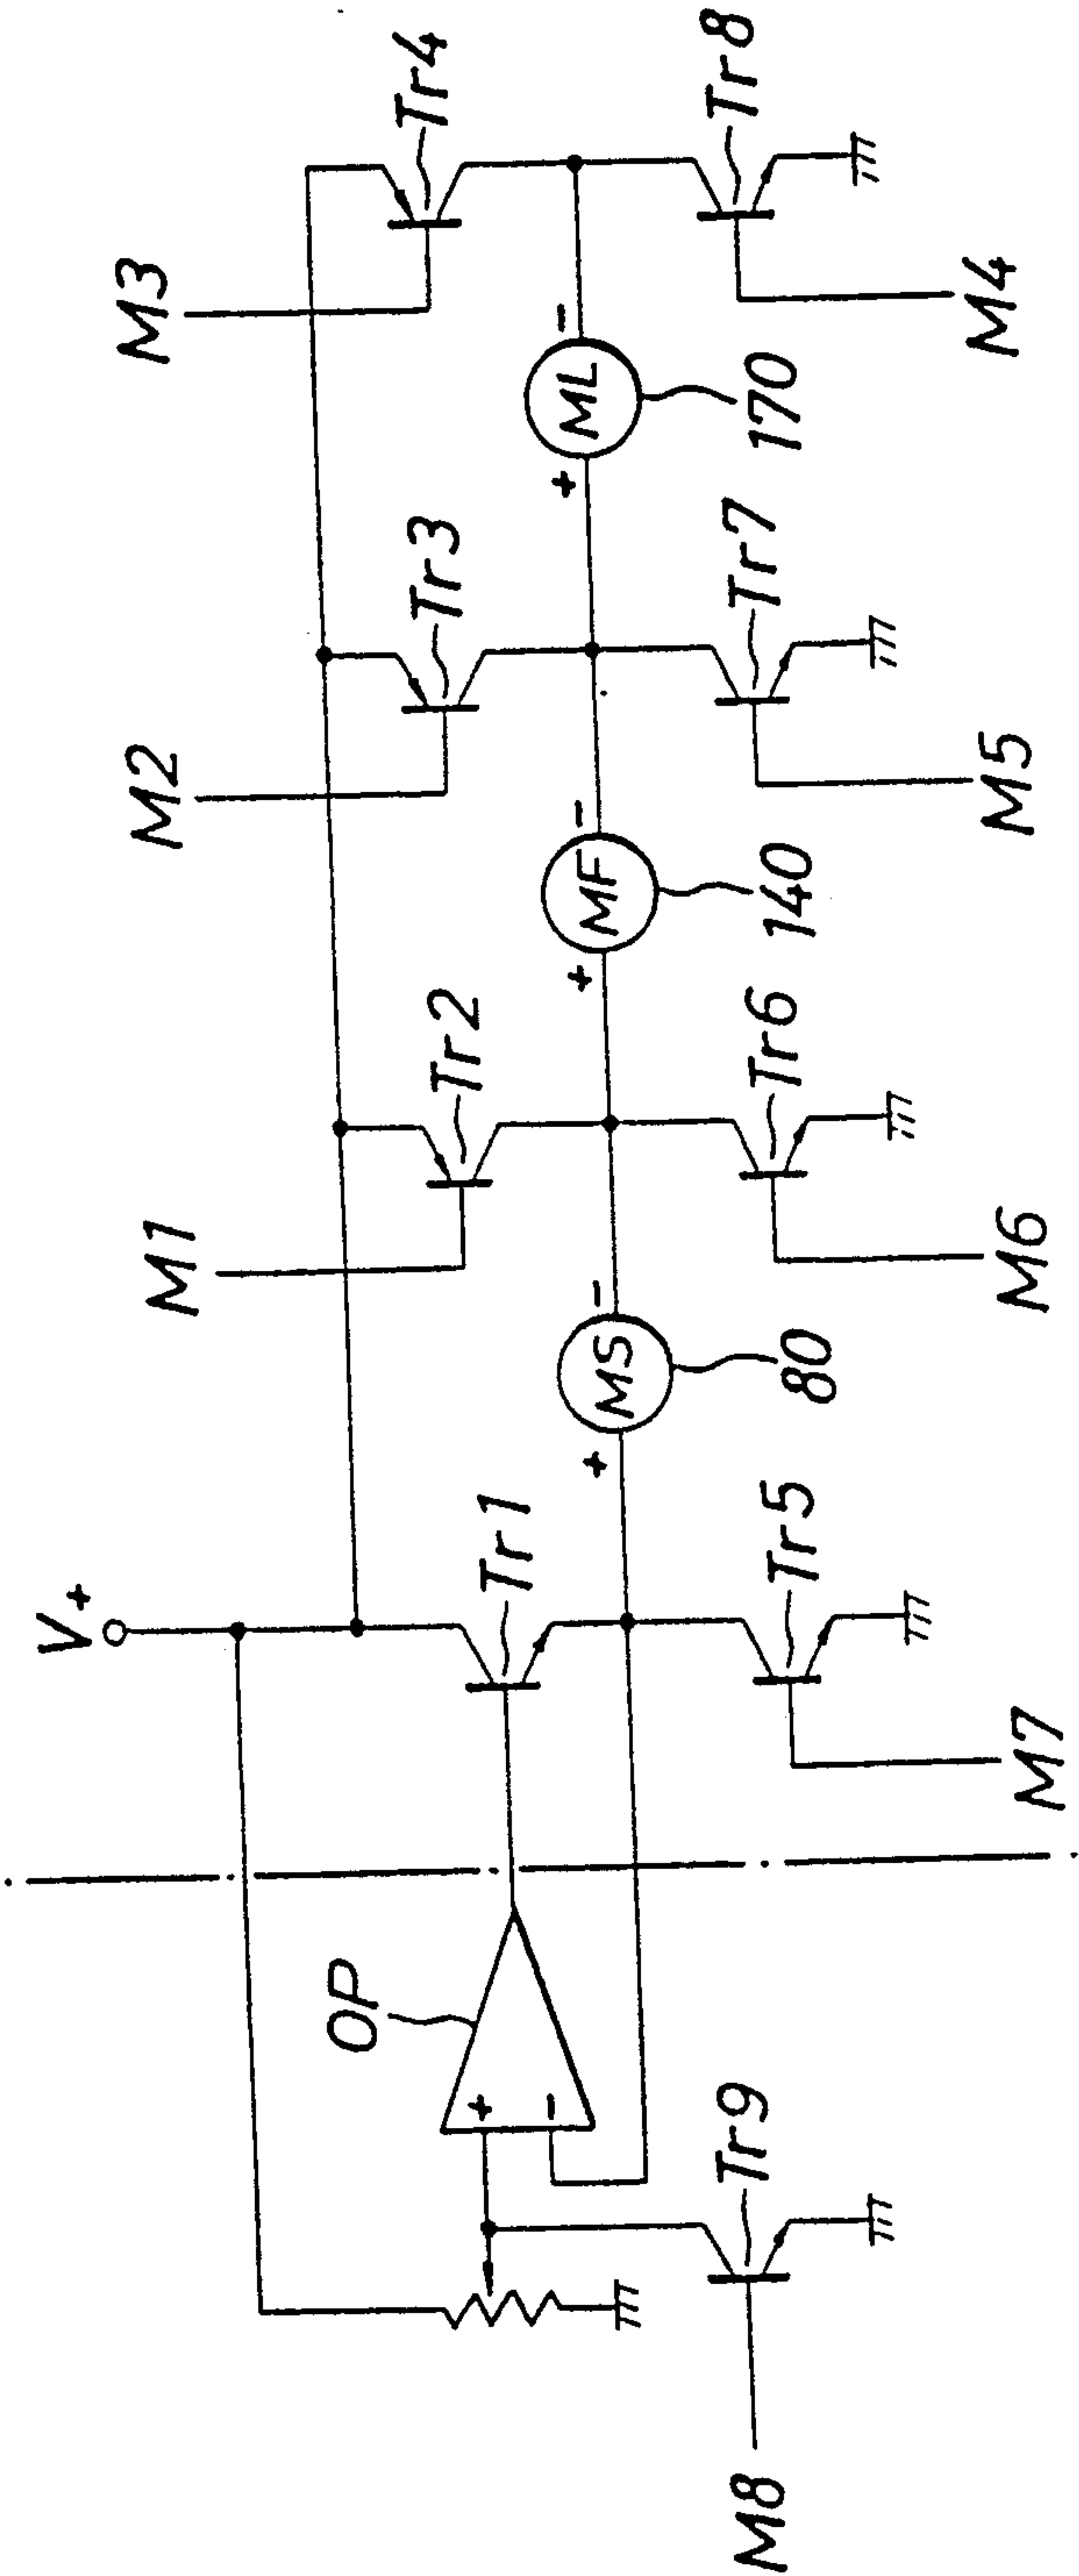 V+
M1
M2
M3
OP
Tr1
Tr2
Tr3
Tr4
+
-
+ MS -
+ MF -
+ ML -
80
140
170
Tr9
Tr5
Tr6
Tr7
Tr8
M8
M7
M6
M5
M4